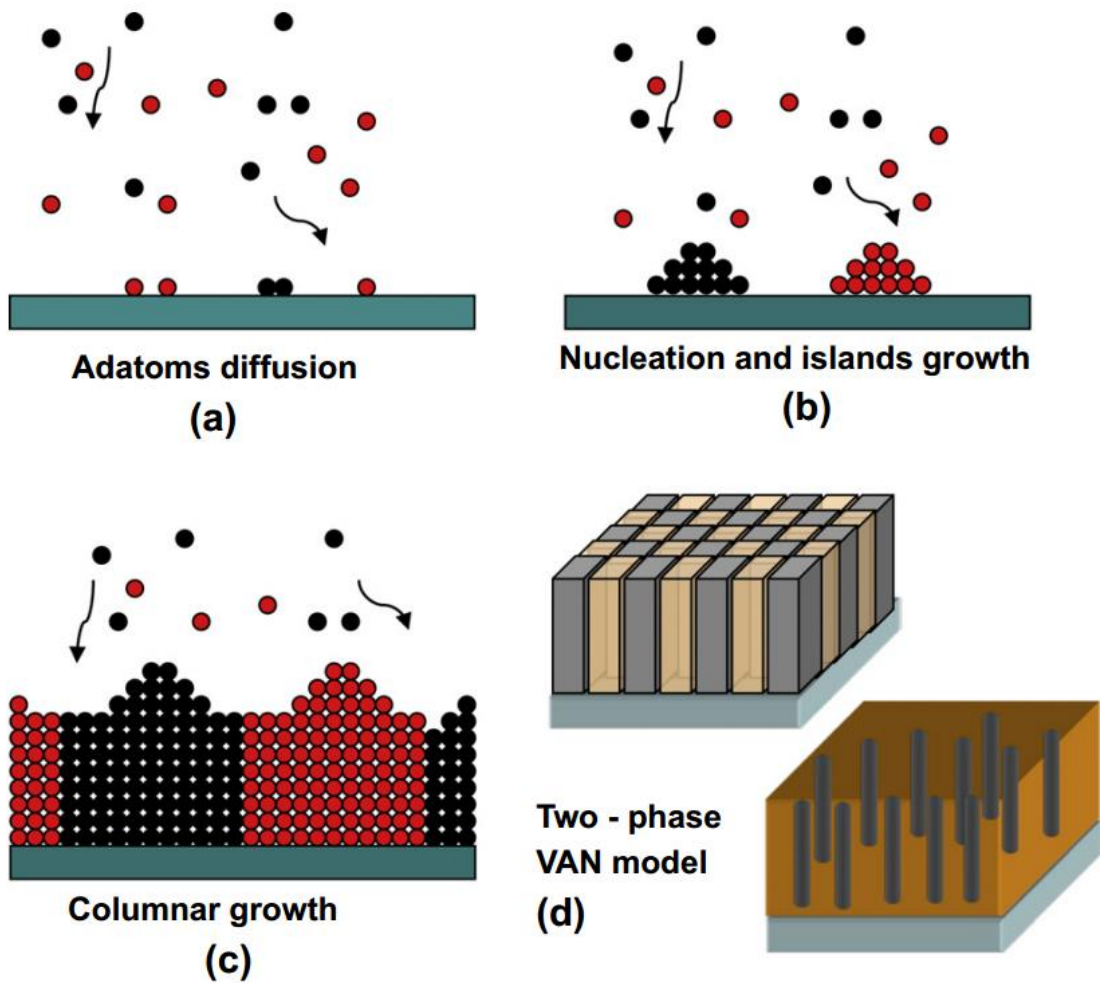 Adatoms diffusion
(a)
Nucleation and islands growth
(b)
Columnar growth
(c)
Two - phase
VAN model
(d)